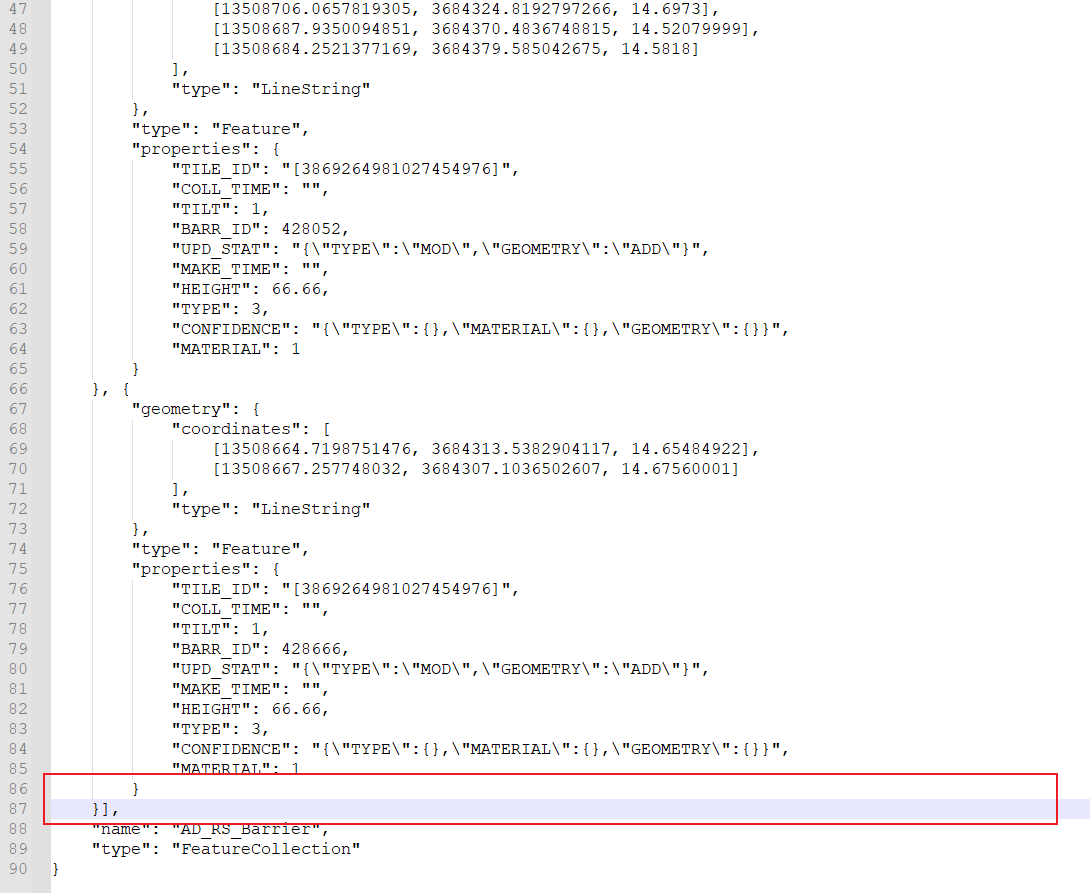 47 [13508706.0657819305, 3684324.8192797266, 14.6973],
48 [13508687.9350094851, 3684370.4836748815, 14.52079999],
49 [13508684.2521377169, 3684379.585042675, 14.5818]
50 ],
51 "type": "LineString"
52 },
53 "type": "Feature",
54 "properties": {
55 "TILE_ID": "[3869264981027454976]",
56 "COLL_TIME": "",
57 "TILT": 1,
58 "BARR_ID": 428052,
59 "UPD_STAT": "{\"TYPE\":\"MOD\",\"GEOMETRY\":\"ADD\"}",
60 "MAKE_TIME": "",
61 "HEIGHT": 66.66,
62 "TYPE": 3,
63 "CONFIDENCE": "{\"TYPE\":{},\"MATERIAL\":{},\"GEOMETRY\":{}}",
64 "MATERIAL": 1
65 }
66 }, {
67 "geometry": {
68 "coordinates": [
69 [13508664.7198751476, 3684313.5382904117, 14.65484922],
70 [13508667.257748032, 3684307.1036502607, 14.67560001]
71 ],
72 "type": "LineString"
73 },
74 "type": "Feature",
75 "properties": {
76 "TILE_ID": "[3869264981027454976]",
77 "COLL_TIME": "",
78 "TILT": 1,
79 "BARR_ID": 428666,
80 "UPD_STAT": "{\"TYPE\":\"MOD\",\"GEOMETRY\":\"ADD\"}",
81 "MAKE_TIME": "",
82 "HEIGHT": 66.66,
83 "TYPE": 3,
84 "CONFIDENCE": "{\"TYPE\":{},\"MATERIAL\":{},\"GEOMETRY\":{}}",
85 "MATERIAL": 1
86 }
87 }],
88 "name": "AD_RS_Barrier",
89 "type": "FeatureCollection"
90 }